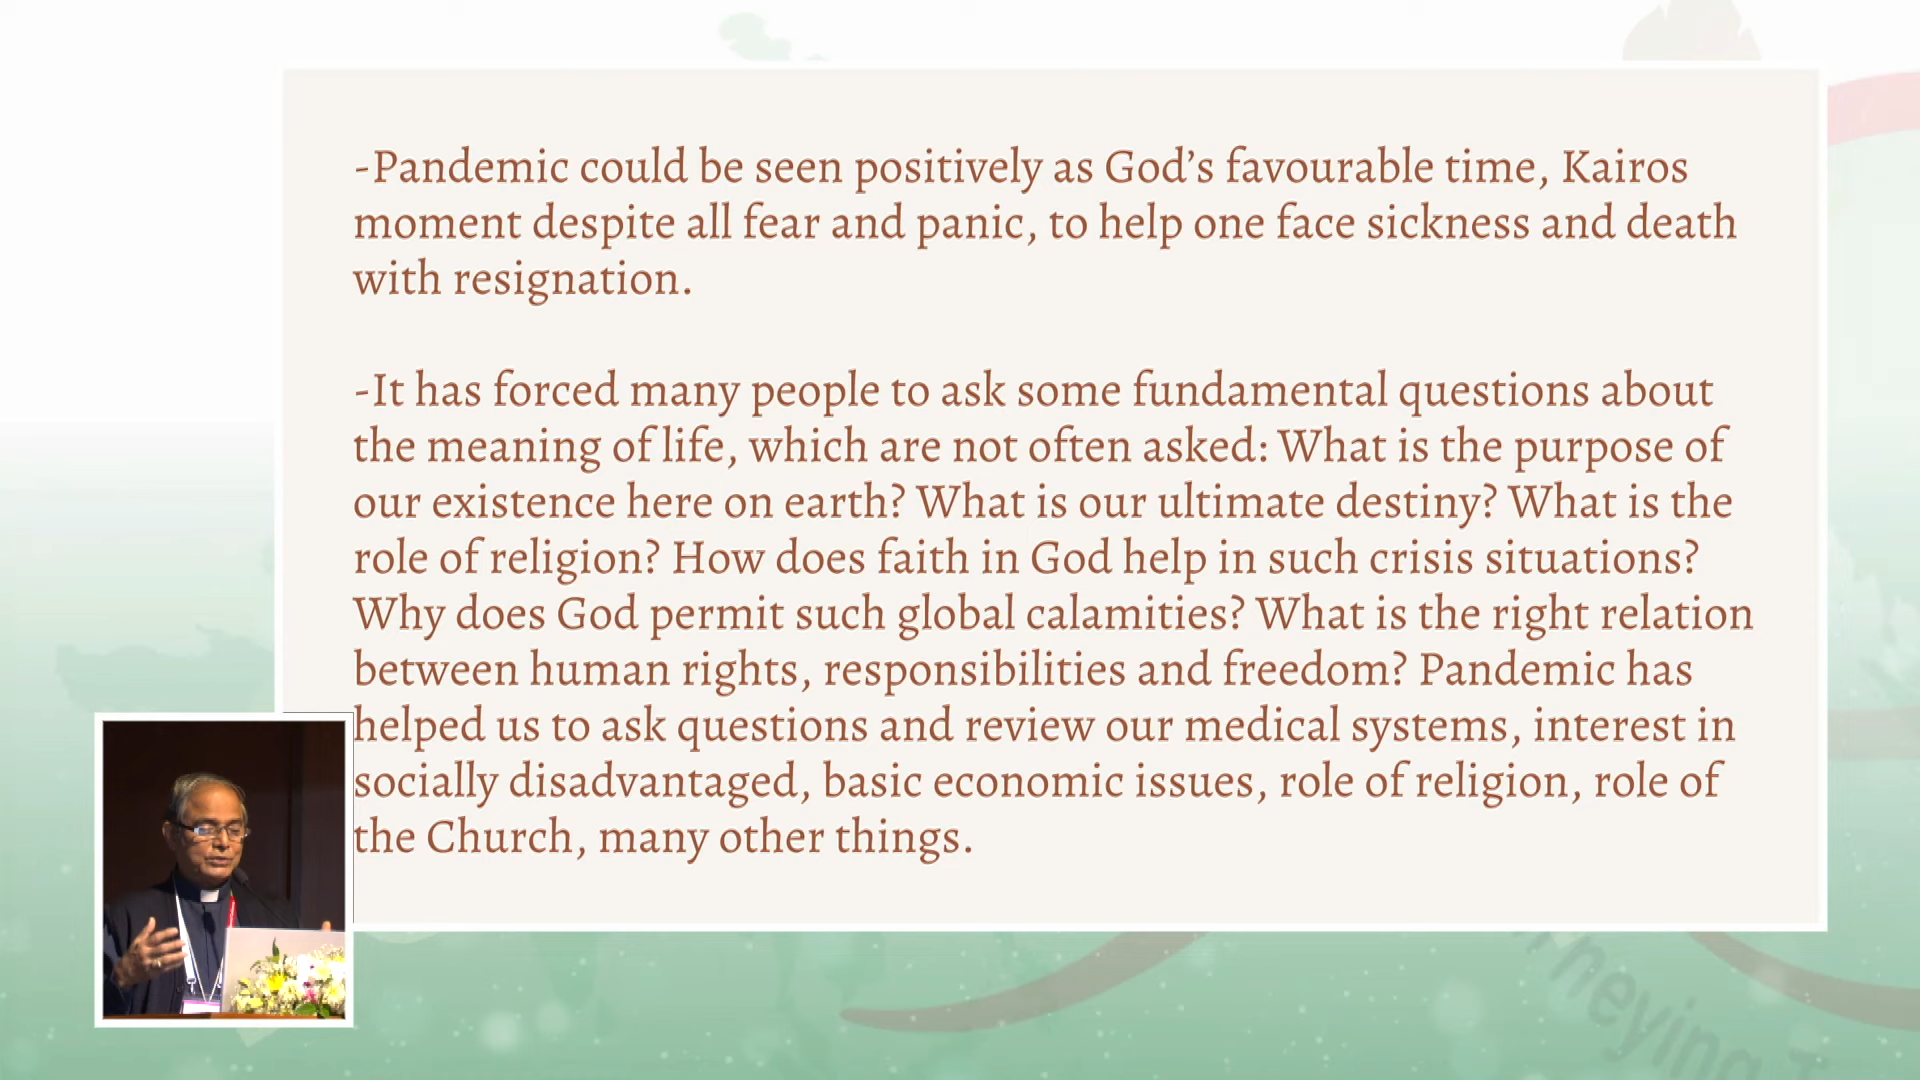 -Pandemic could be seen positively as God’s favourable time, Kairos
moment despite all fear and panic, to help one face sickness and death
with resignation.
-It has forced many people to ask some fundamental questions about
the meaning of life, which are not often asked: What is the purpose of
our existence here on earth? What is our ultimate destiny? What is the
role of religion? How does faith in God help in such crisis situations?
Why does God permit such global calamities? What is the right relation
between human rights, responsibilities and freedom? Pandemic has
helped us to ask questions and review our medical systems, interest in
socially disadvantaged, basic economic issues, role of religion, role of
the Church, many other things.